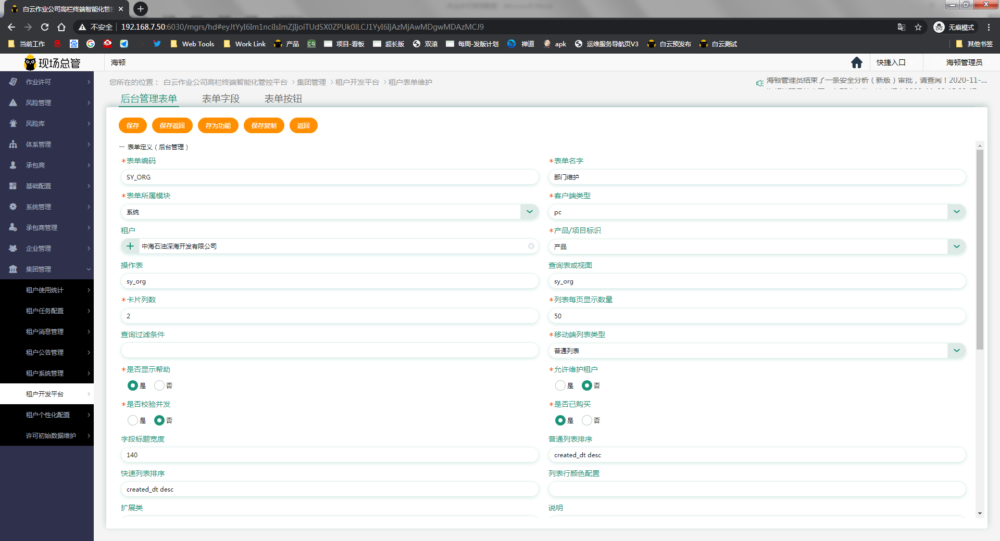 白云作业公司高栏终端智能化管
不安全
192.168.7.50:6030/mgrs/hd#eyJtYyI6Im1nciIsImZjIjoiTUdSX0ZPUk0iLCJ1YyI6IjAzMjAwMDgwMDAzMCJ9
无痕模式
当前工作
Web Tools
Work Link
产品
CG
项目-看板
超长版
双滚
每周-发版计划
禅道
apk
运维服务导航页V3
白云预发布
白云测试
其他书签
现场总管
海顿
快捷入口
海顿管理员
作业许可
风险管理
风险库
体系管理
承包商
基础配置
系统管理
承包商管理
企业管理
集团管理
租户使用统计
租户任务配置
租户消息管理
租户公告管理
租户系统管理
租户开发平台
租户个性化配置
许可初始数据维护
您所在的位置： 白云作业公司高栏终端智能化管控平台 > 集团管理 > 租户开发平台 > 租户表单维护
海顿管理员结束了一条安全分析（新版）审批，请查阅！2020-11-...
后台管理表单
表单字段
表单按钮
保存
保存返回
存为功能
保存复制
返回
表单定义（后台管理）
*表单编码
SY_ORG
*表单名字
部门维护
*表单所属模块
系统
*客户端类型
pc
租户
中海石油深海开发有限公司
*产品/项目标识
产品
操作表
sy_org
查询表或视图
sy_org
*卡片列数
2
*列表每页显示数量
50
查询过滤条件
*移动端列表类型
普通列表
*是否显示帮助
是 否
*允许维护租户
是 否
*是否校验并发
是 否
*是否已购买
是 否
字段标题宽度
140
普通列表排序
created_dt desc
快速列表排序
created_dt desc
列表行颜色配置
扩展类
说明